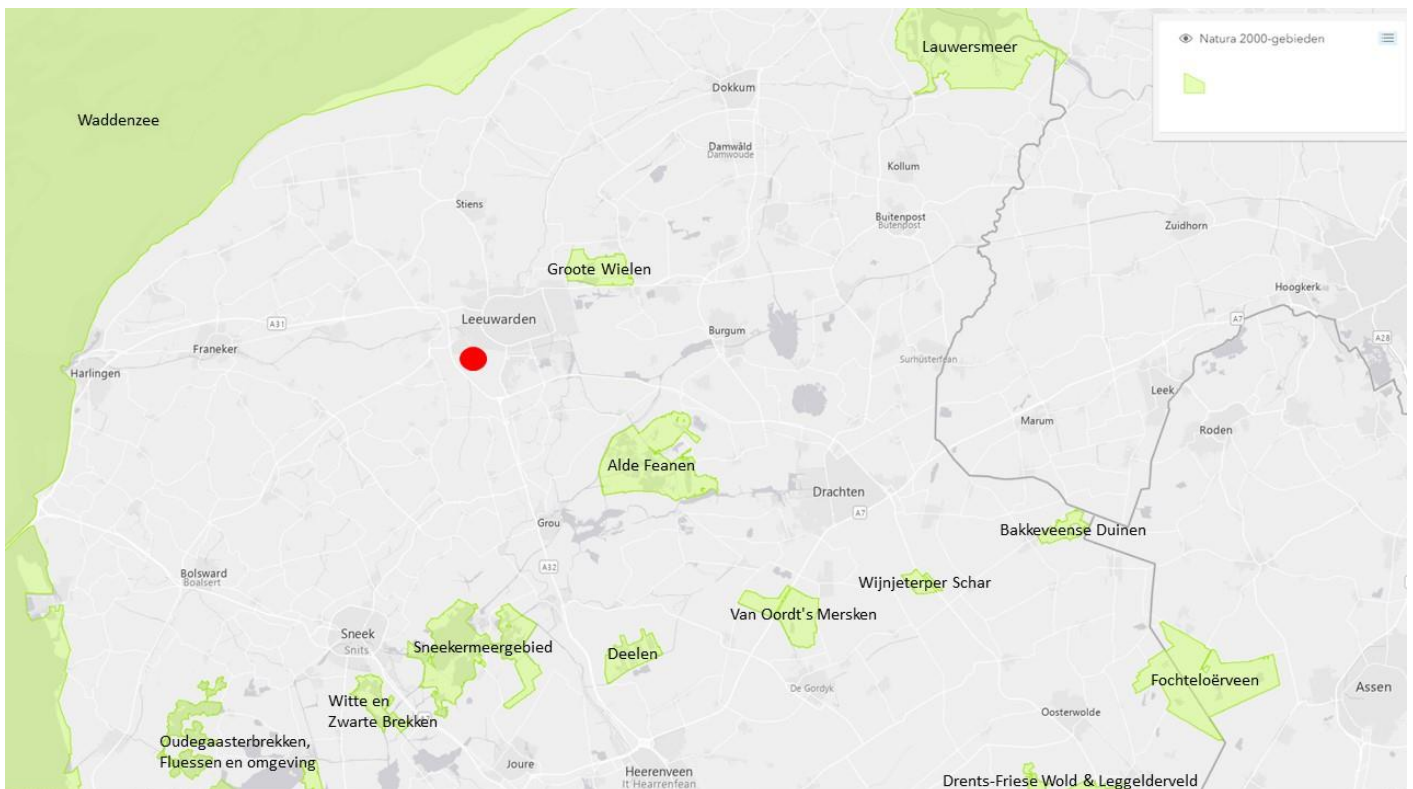 Lauwersmeer
Natura 2000-gebieden
Dokkum
Waddenzee
Damwâld
Damwoude
Kollum
Stiens
Buitenpost
Butenpost
Zuidhorn
Groote Wielen
Hoogkerk
Leeuwarden
A31
A7
Burgum
A28
Franeker
Surhústerfean
Harlingen
Leek
Marum
Roden
Alde Feanen
Drachten
A7
Grou
Bakkeveense Duinen
A32
Bolsward
Boalsert
Wijnjeterper Schar
Van Oordt's Mersken
Sneek
Snits
Sneekermeergebied
Deelen
Fochteloërveen
Assen
De Gordyk
Witte en
Zwarte Brekken
Oosterwolde
Oudegaasterbrekken,
Fluessen en omgeving
Joure
Heerenveen
It Hearrenfean
Drents-Friese Wold & Leggelderveld